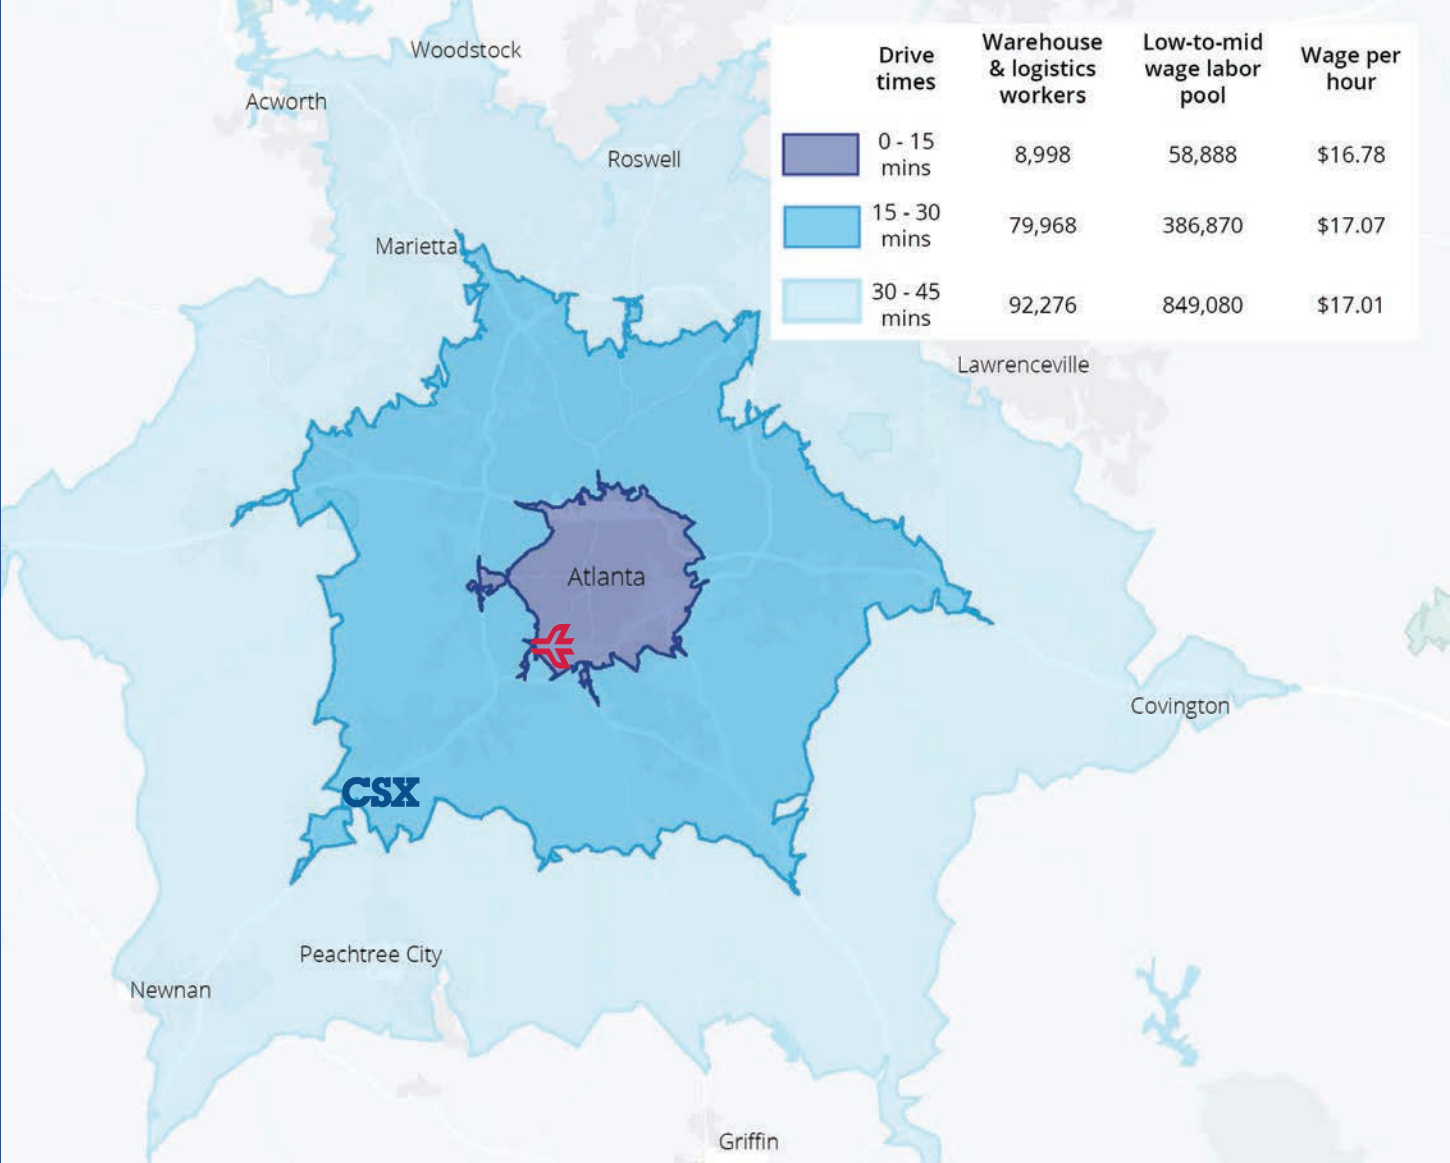 Woodstock
Acworth
Roswell
Marietta
Drive
times
Warehouse
& logistics
workers
Low-to-mid
wage labor
pool
Wage per
hour
0 - 15
mins
8,998
58,888
$16.78
15 - 30
mins
79,968
386,870
$17.07
30 - 45
mins
92,276
849,080
$17.01
Lawrenceville
Atlanta
Covington
CSX
Peachtree City
Newnan
Griffin